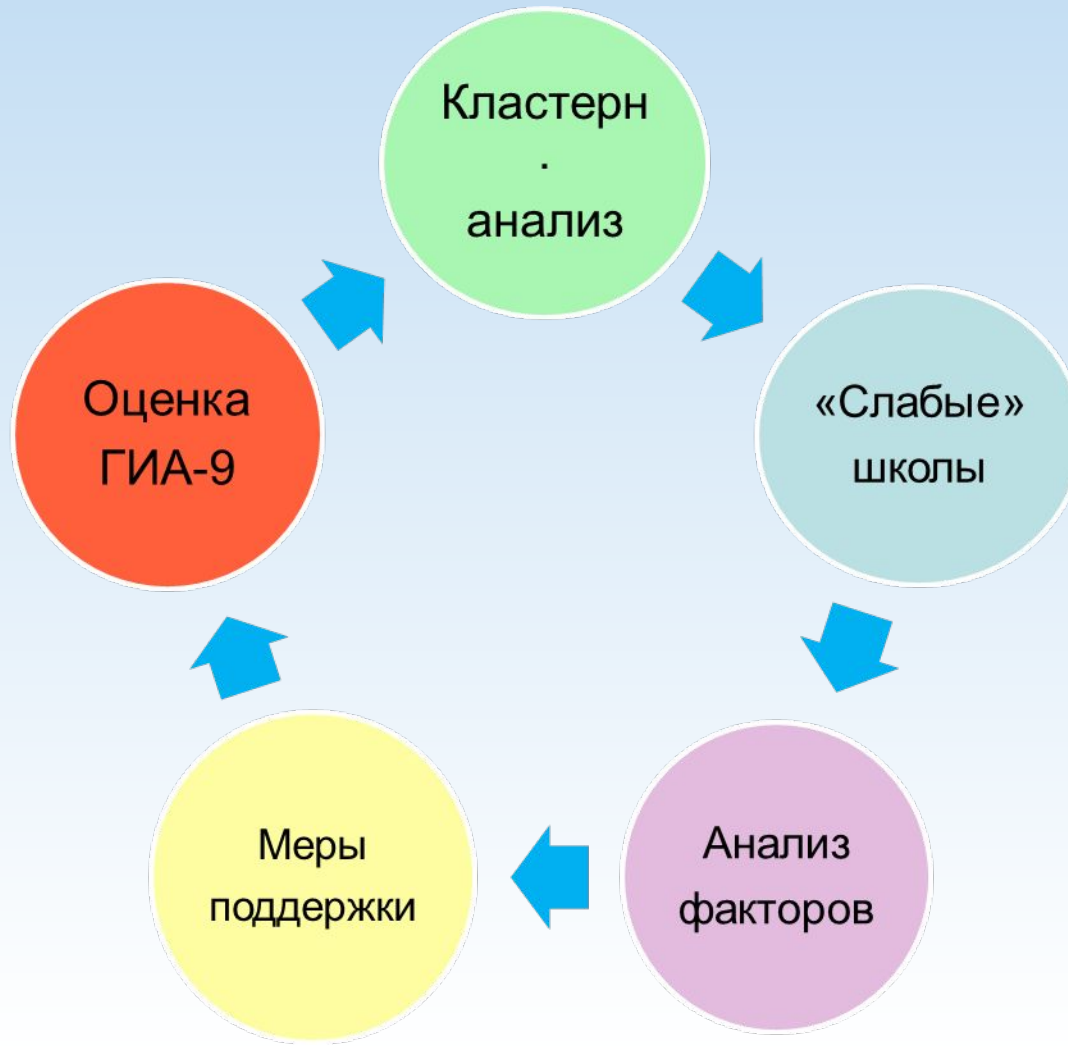 Кластерн
.
анализ
«Слабые»
школы
Анализ
факторов
Меры
поддержки
Оценка
ГИА-9